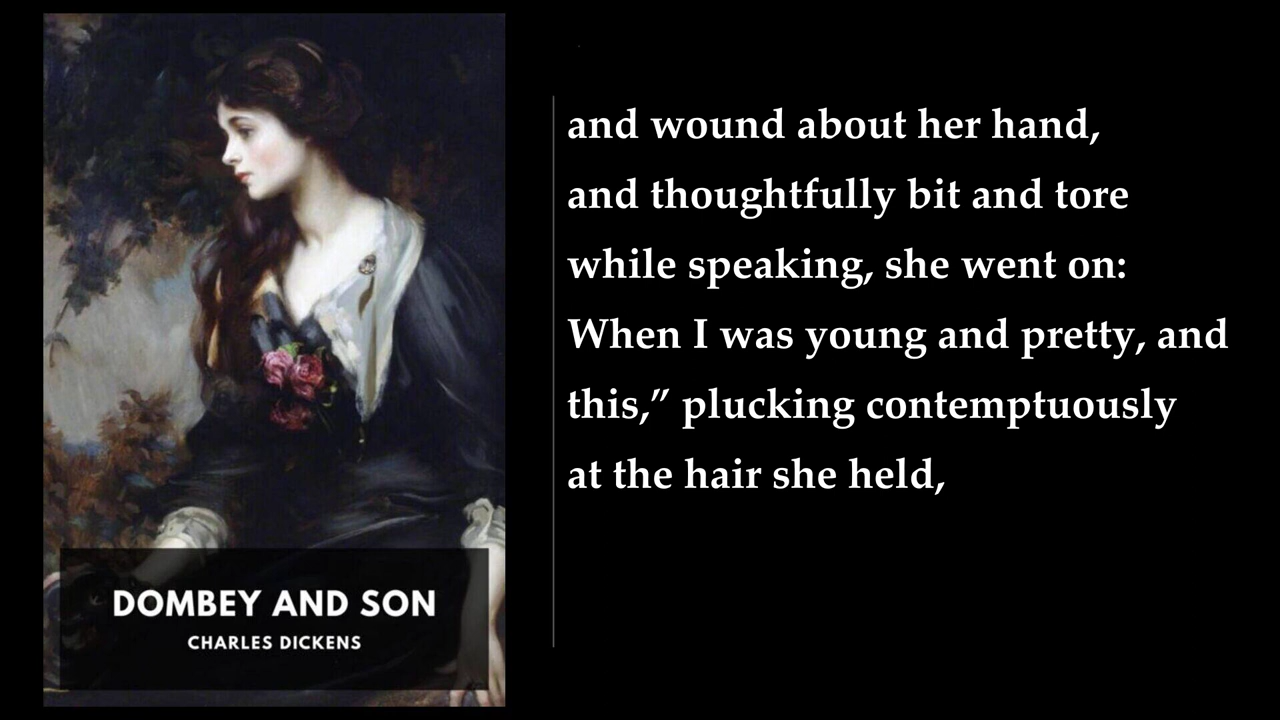 and wound about her hand,
and thoughtfully bit and tore
while speaking, she went on:
When I was young and pretty, and
this,” plucking contemptuously
at the hair she held,
DOMBEY AND SON
CHARLES DICKENS